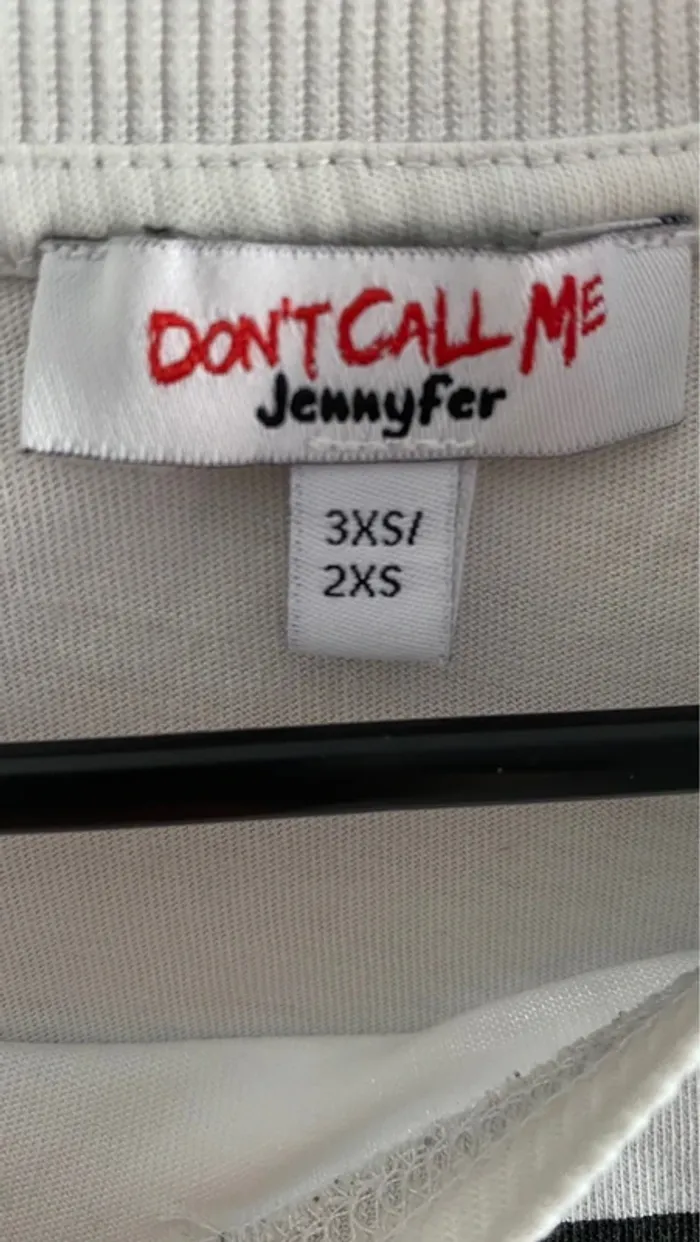 DON'T CALL ME
Jennyfer
3XS/
2XS